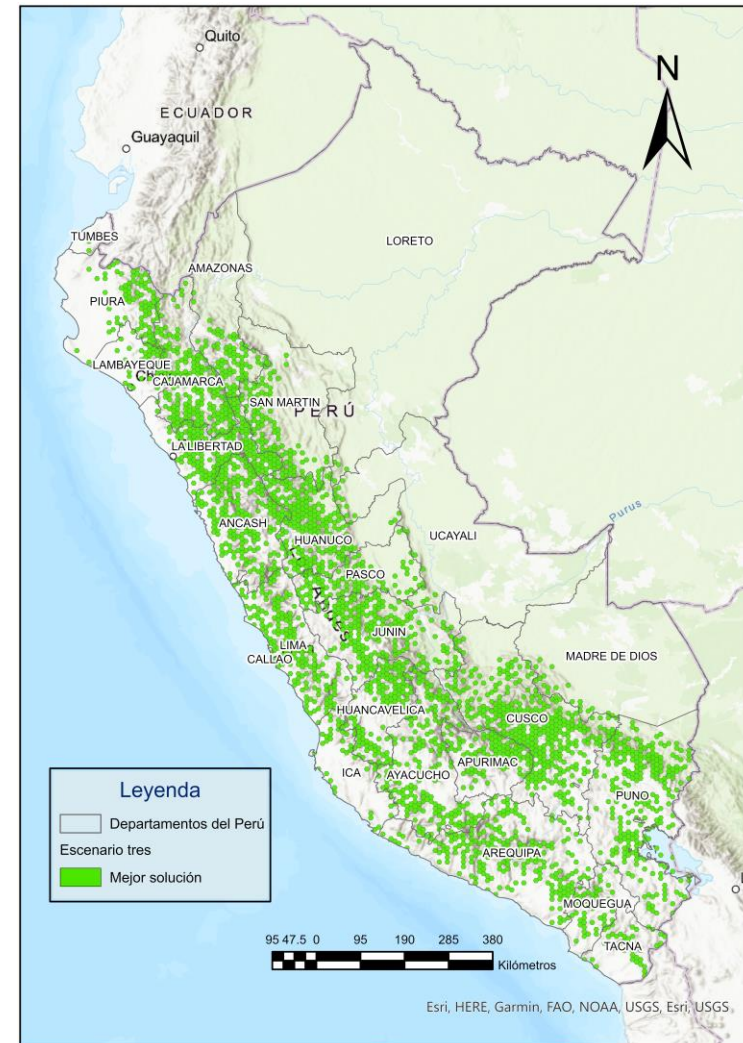 Quito
N
ECUADOR
Guayaquil
TUMBES
LORETO
AMAZONAS
PIURA
LAMBAYEQUE
CAJAMARCA
SAN MARTIN
PERÚ
LA LIBERTAD
ANCASH
HUANUCO
UCAYALI
Purus
PASCO
Andes
JUNIN
LIMA
CALLAO
MADRE DE DIOS
HUANCAVELICA
CUSCO
ICA
AYACUCHO
APURIMAC
PUNO
AREQUIPA
MOQUEGUA
TACNA
Leyenda
Departamentos del Perú
Escenario tres
Mejor solución
95 47.5 0 95 190 285 380
Kilómetros
Esri, HERE, Garmin, FAO, NOAA, USGS, Esri, USGS